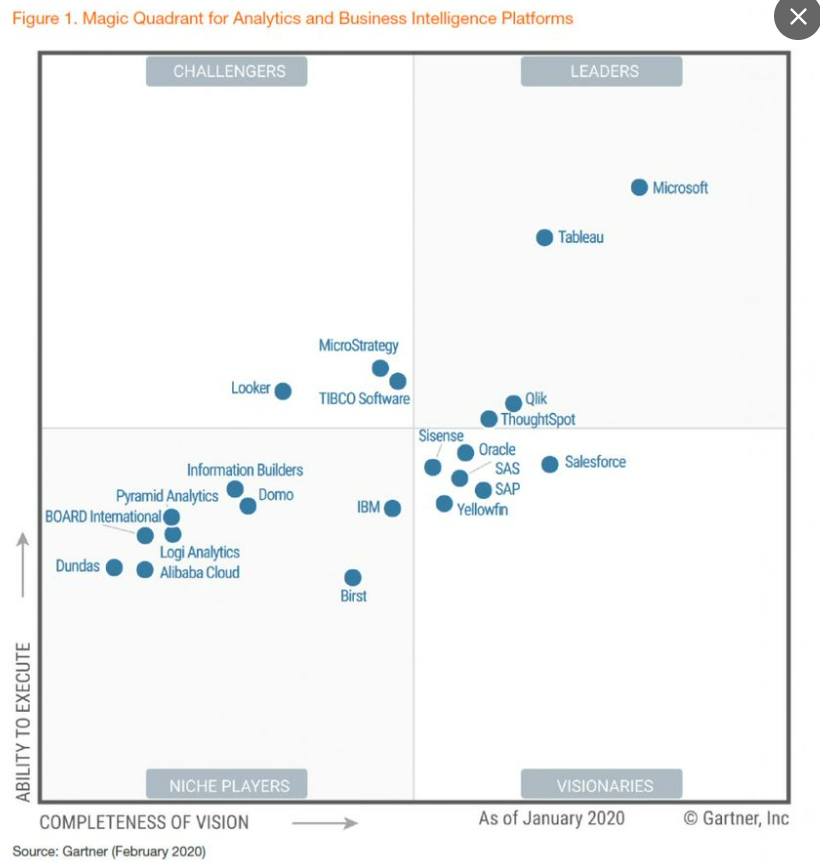 Figure 1. Magic Quadrant for Analytics and Business Intelligence Platforms
CHALLENGERS
LEADERS
Microsoft
Tableau
MicroStrategy
Looker
TIBCO Software
Qlik
ThoughtSpot
Sisense
Oracle
Salesforce
SAS
SAP
Yellowfin
Information Builders
Domo
Pyramid Analytics
IBM
BOARD International
Logi Analytics
Dundas
Alibaba Cloud
Birst
ABILITY TO EXECUTE
NICHE PLAYERS
VISIONARIES
COMPLETENESS OF VISION
As of January 2020
© Gartner, Inc
Source: Gartner (February 2020)